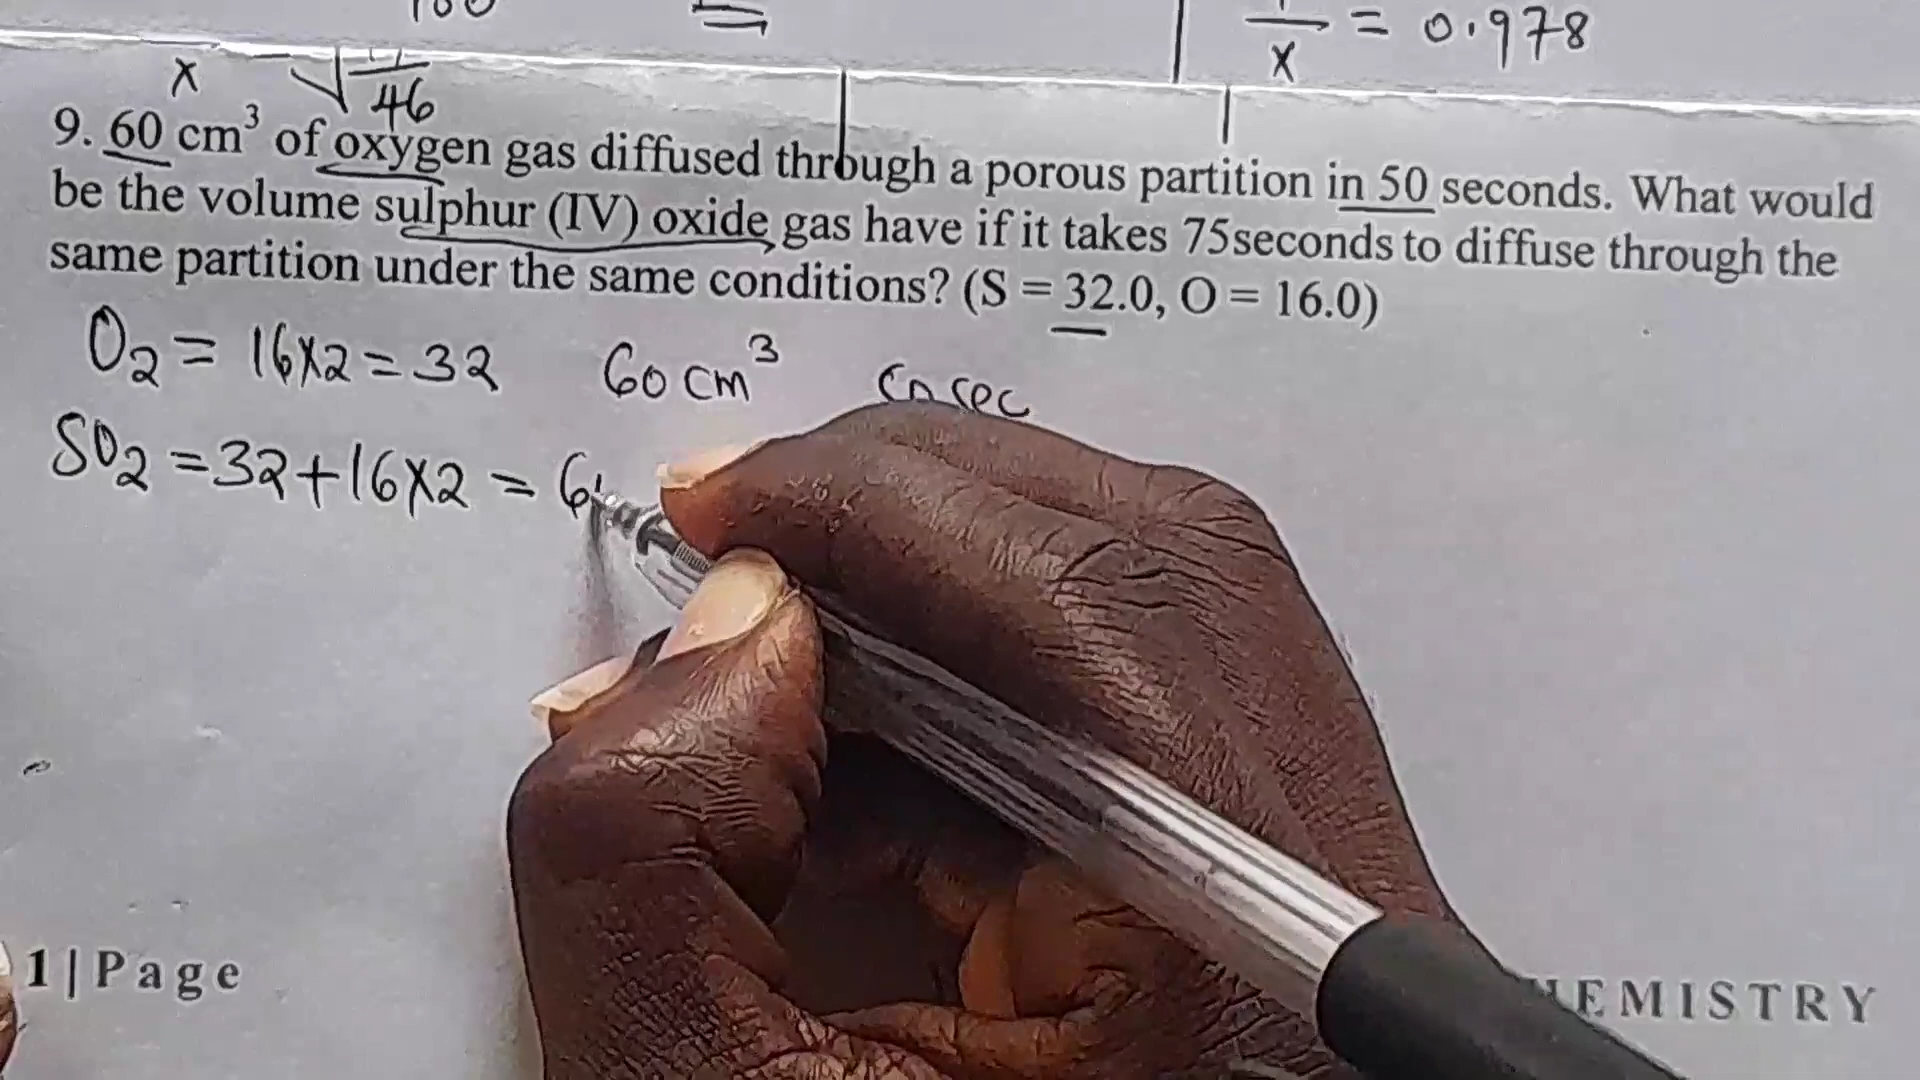 = 0.978
x
x √ 46
9. 60 cm³ of oxygen gas diffused through a porous partition in 50 seconds. What would
be the volume sulphur (IV) oxide gas have if it takes 75seconds to diffuse through the
same partition under the same conditions? (S = 32.0, O = 16.0)
O₂ = 16x2 = 32 60 cm³ sec
SO₂ = 32+16x2 =
1|Page